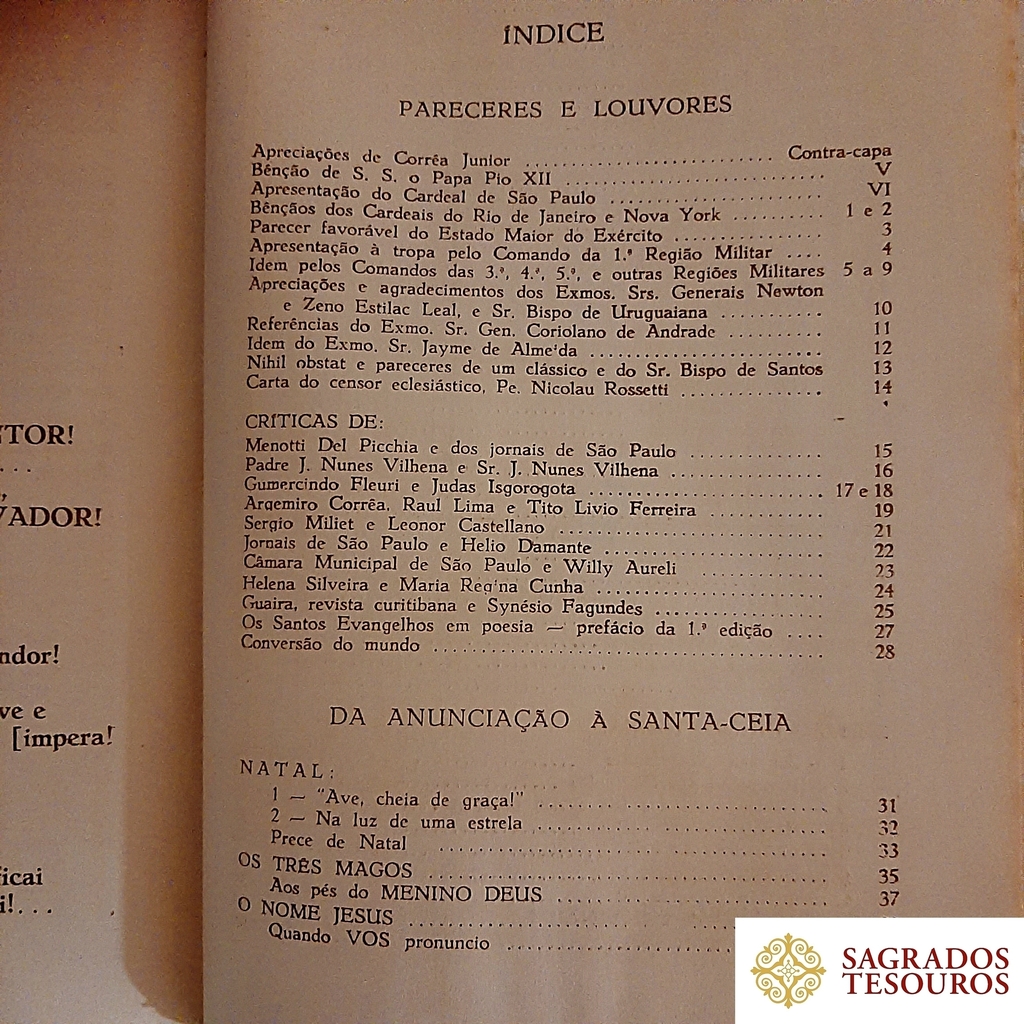 ÍNDICE
PARECERES E LOUVORES
Apreciações de Corrêa Junior ............................ Contra-capa
Bênção de S. S. o Papa Pio XII ............................ V
Apresentação do Cardeal de São Paulo ........................ VI
Bênçãos dos Cardeais do Rio de Janeiro e Nova York .......... 1 e 2
Parecer favorável do Estado Maior do Exército ................ 3
Apresentação à tropa pelo Comando da 1.ª Região Militar .... 4
Idem pelos Comandos das 3.ª, 4.ª, 5.ª, e outras Regiões Militares 5 a 9
Apreciações e agradecimentos dos Exmos. Srs. Generais Newton
e Zeno Estilac Leal, e Sr. Bispo de Uruguaiana ........... 10
Referências do Exmo. Sr. Gen. Coriolano de Andrade .......... 11
Idem do Exmo. Sr. Jayme de Alme'da ......................... 12
Nihil obstat e pareceres de um clássico e do Sr. Bispo de Santos 13
Carta do censor eclesiástico, Pe. Nicolau Rossetti ............... 14
CRÍTICAS DE:
Menotti Del Picchia e dos jornais de São Paulo ................ 15
Padre J. Nunes Vilhena e Sr. J. Nunes Vilhena ................ 16
Gumercindo Fleuri e Judas Isgorogota ......................... 17 e 18
Argemiro Corrêa, Raul Lima e Tito Livio Ferreira ............ 19
Sergio Miliet e Leonor Castellano ............................ 21
Jornais de São Paulo e Helio Damante ....................... 22
Câmara Municipal de São Paulo e Willy Aureli ............. 23
Helena Silveira e Maria Reg'na Cunha ........................ 24
Guaira, revista curitibana e Synésio Fagundes ................. 25
Os Santos Evangelhos em poesia — prefácio da 1.ª edição .... 27
Conversão do mundo .......................................... 28
DA ANUNCIAÇÃO À SANTA-CEIA
NATAL:
1 — "Ave, cheia de graça!" ................................ 31
2 — Na luz de uma estrela ................................ 32
Prece de Natal .......................................... 33
OS TRÊS MAGOS ............................................ 35
Aos pés do MENINO DEUS ............................... 37
O NOME JESUS ..............................
Quando VOS pronuncio .........................
TOR!
...
VADOR!
ndor!
ve e
[impera!
icai
i!...
SAGRADOS
TESOUROS